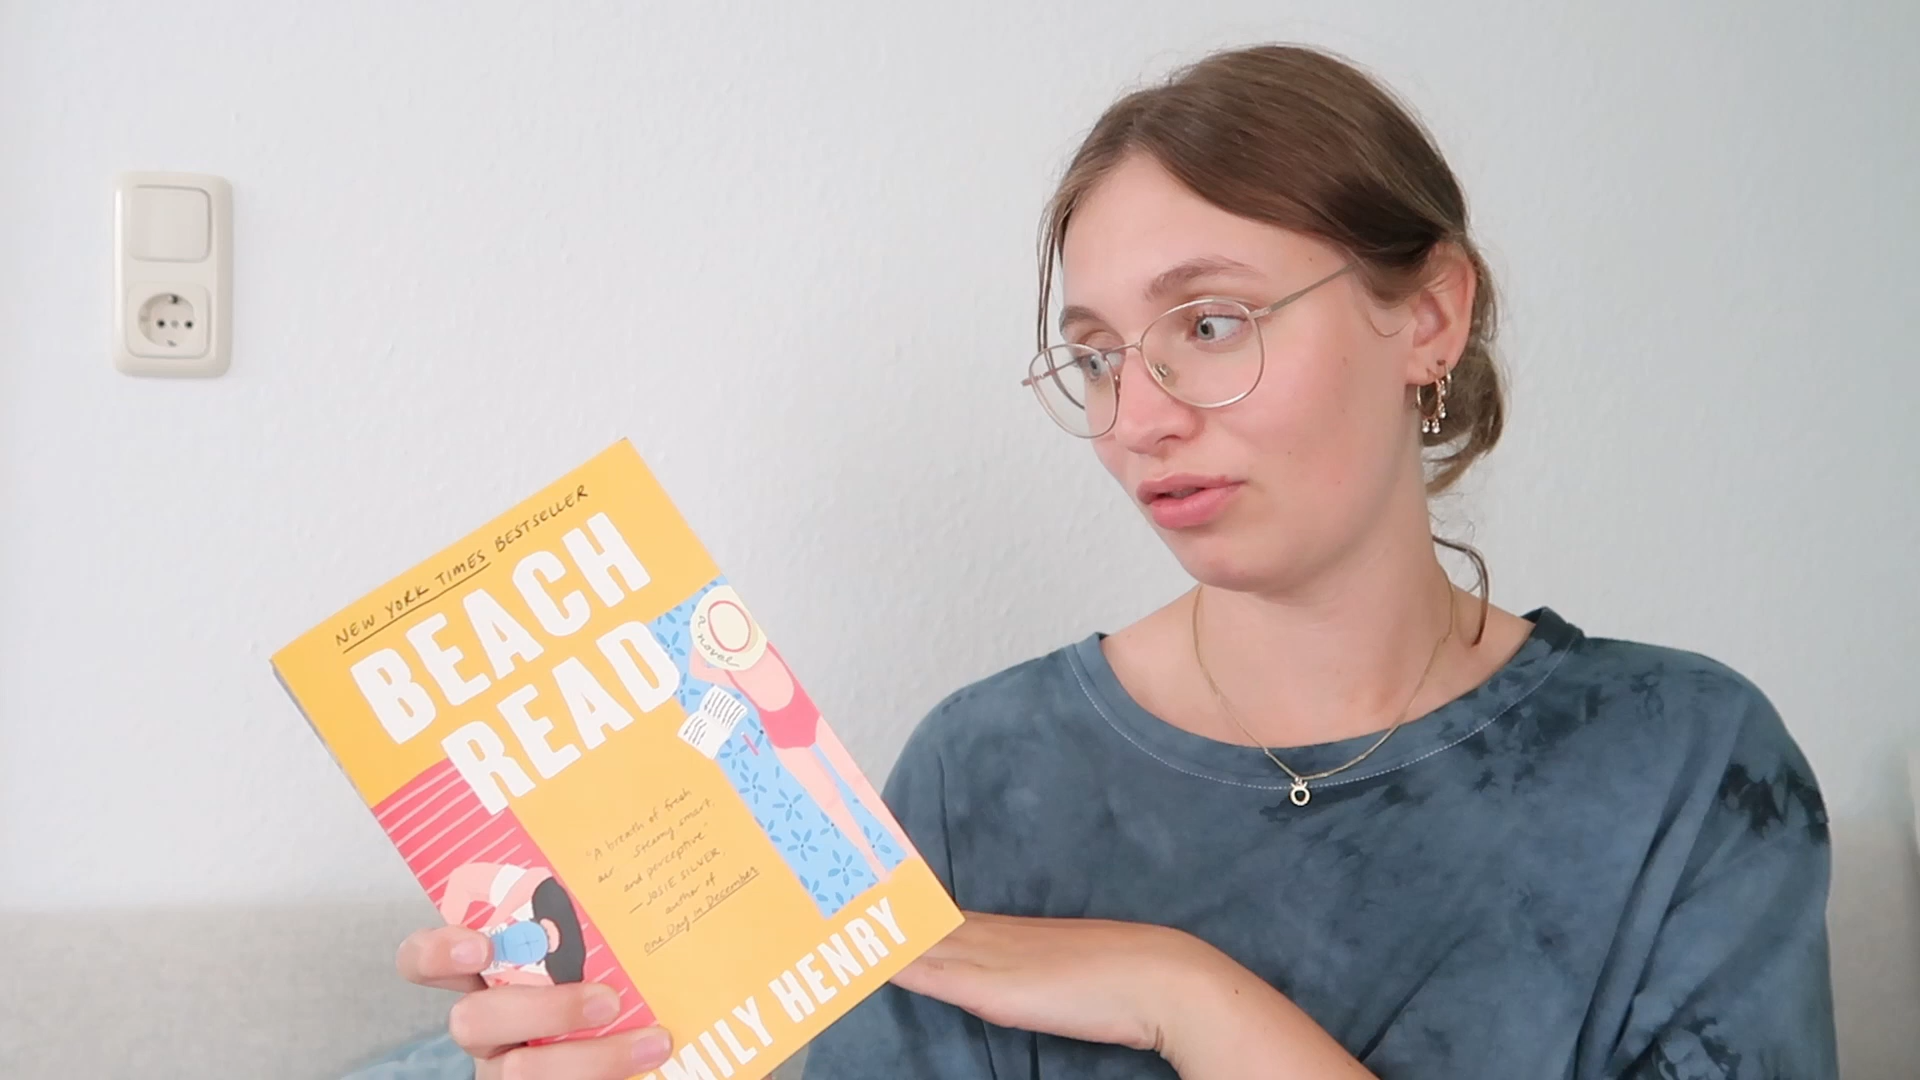 NEW YORK TIMES BESTSELLER
BEACH
READ
a novel
"A breath of fresh
air... Steamy, smart,
and perceptive"
— JOSIE SILVER,
author of
One Day in December
EMILY HENRY